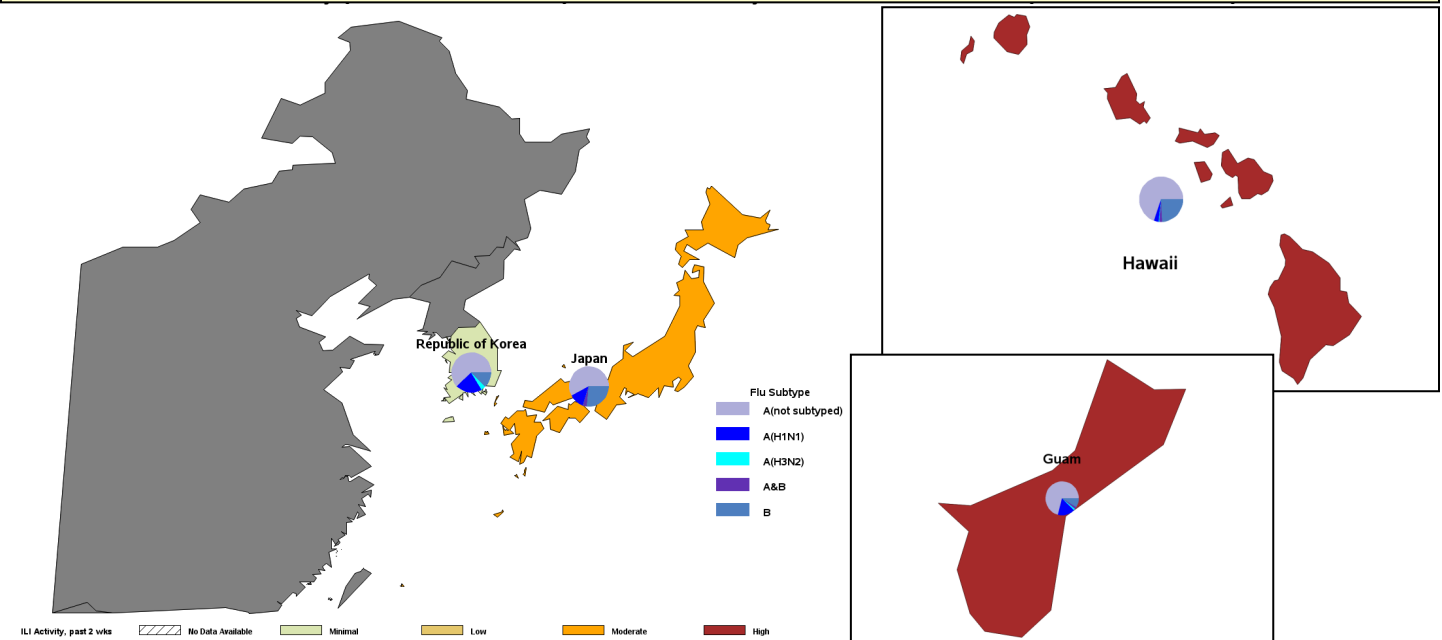 Hawaii
Republic of Korea
Japan
Flu Subtype
A(not subtyped)
A(H1N1)
A(H3N2)
A&B
B
Guam
ILI Activity, past 2 wks
No Data Available
Minimal
Low
Moderate
High